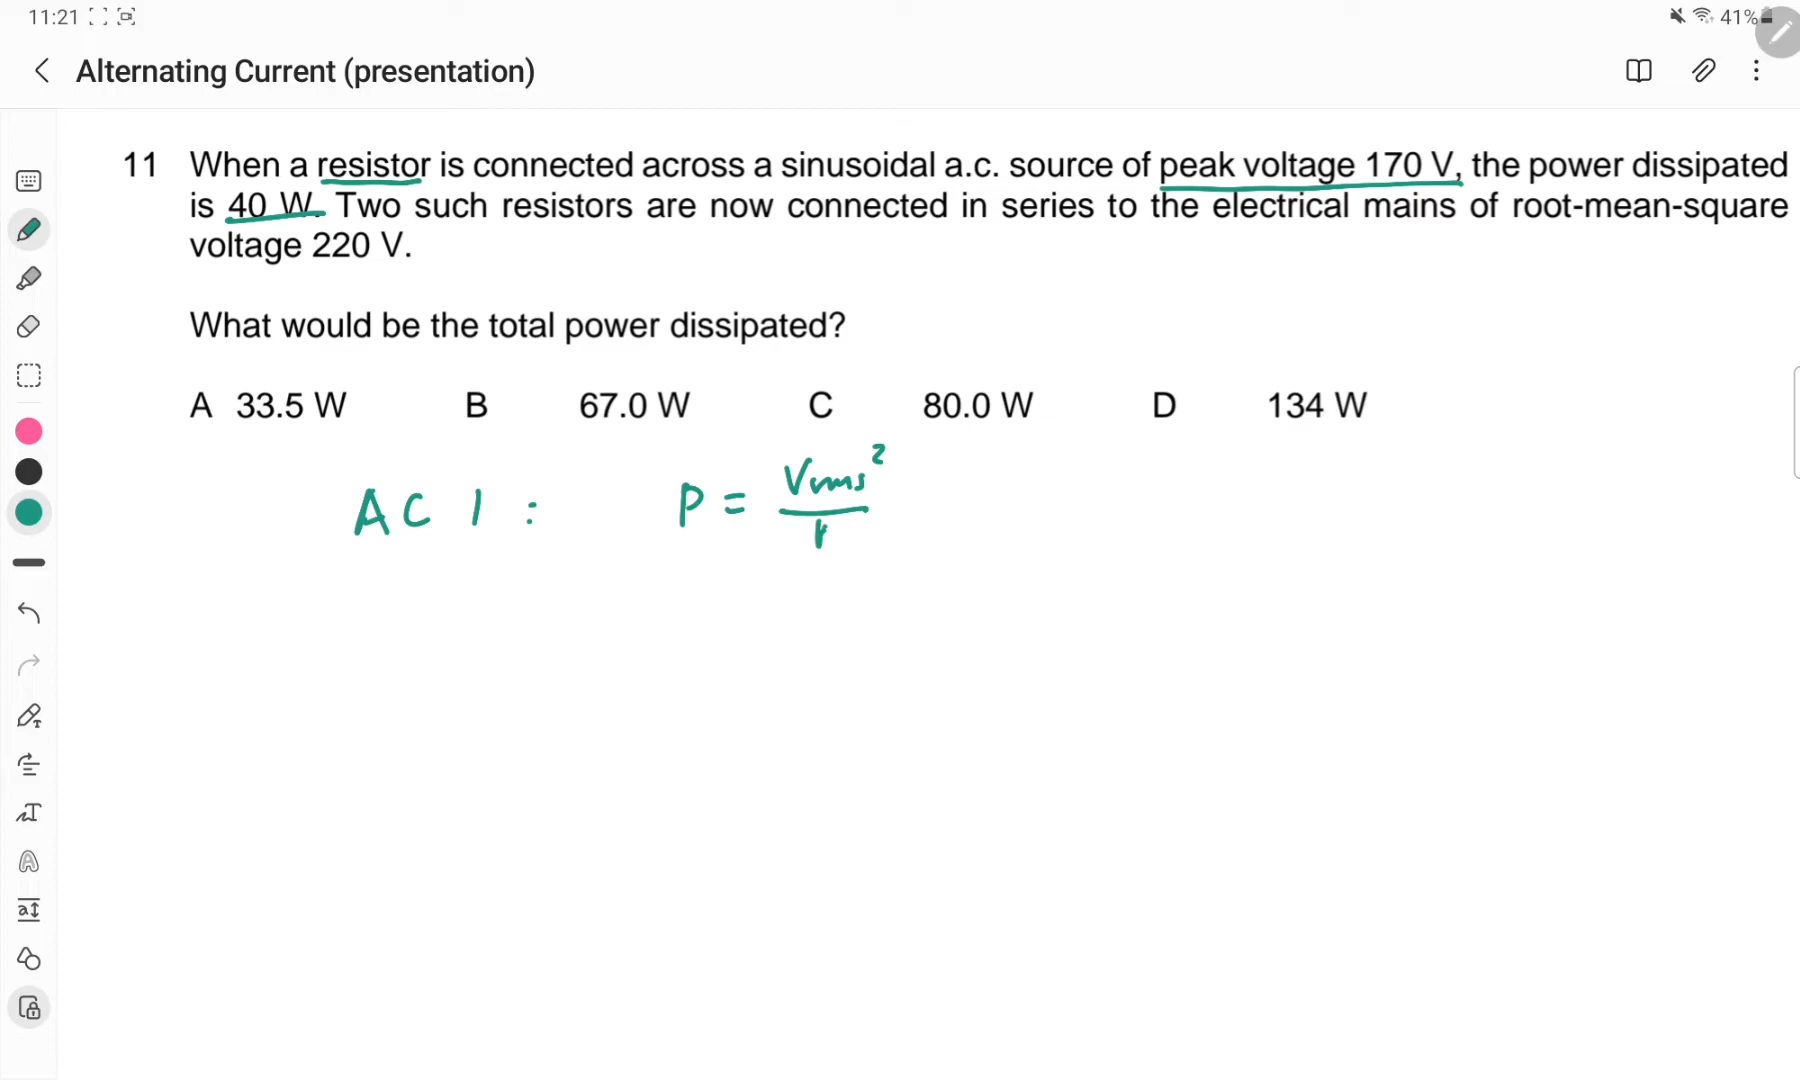 11:21
41%
Alternating Current (presentation)
11 When a resistor is connected across a sinusoidal a.c. source of peak voltage 170 V, the power dissipated
is 40 W. Two such resistors are now connected in series to the electrical mains of root-mean-square
voltage 220 V.
What would be the total power dissipated?
A 33.5 W B 67.0 W C 80.0 W D 134 W
AC 1 : P = Vrms² / r